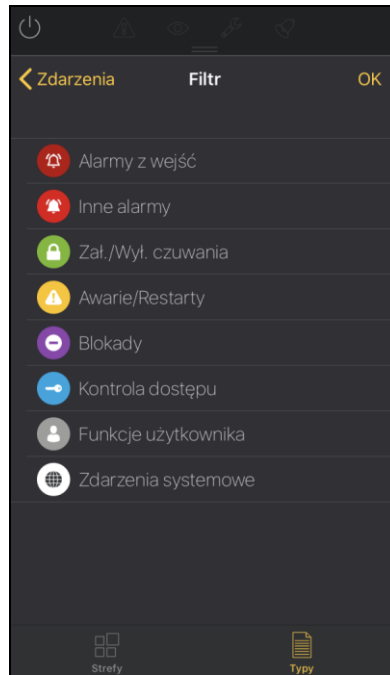 Zdarzenia Filtr OK
Alarmy z wejść
Inne alarmy
Zał./Wył. czuwania
Awarie/Restarty
Blokady
Kontrola dostępu
Funkcje użytkownika
Zdarzenia systemowe
Strefy Typy